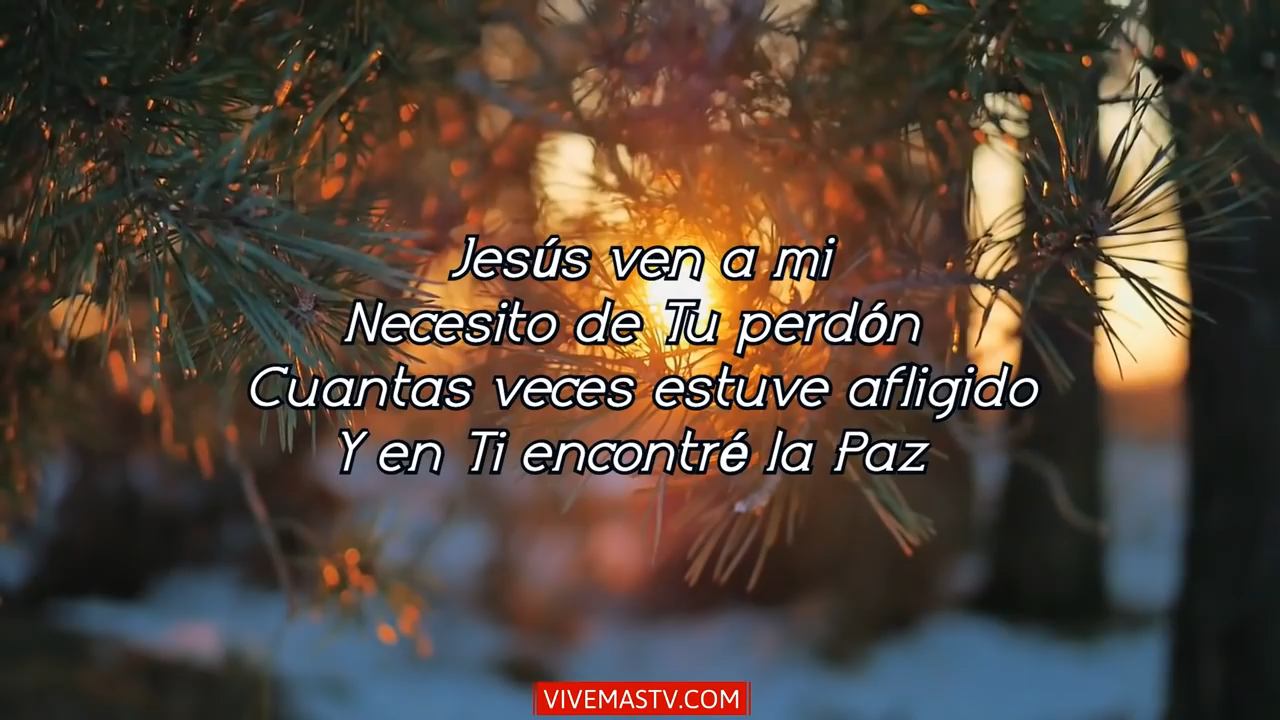 Jesús ven a mi
Necesito de Tu perdón
Cuantas veces estuve afligido
Y en Ti encontré la Paz
VIVEMASTV.COM